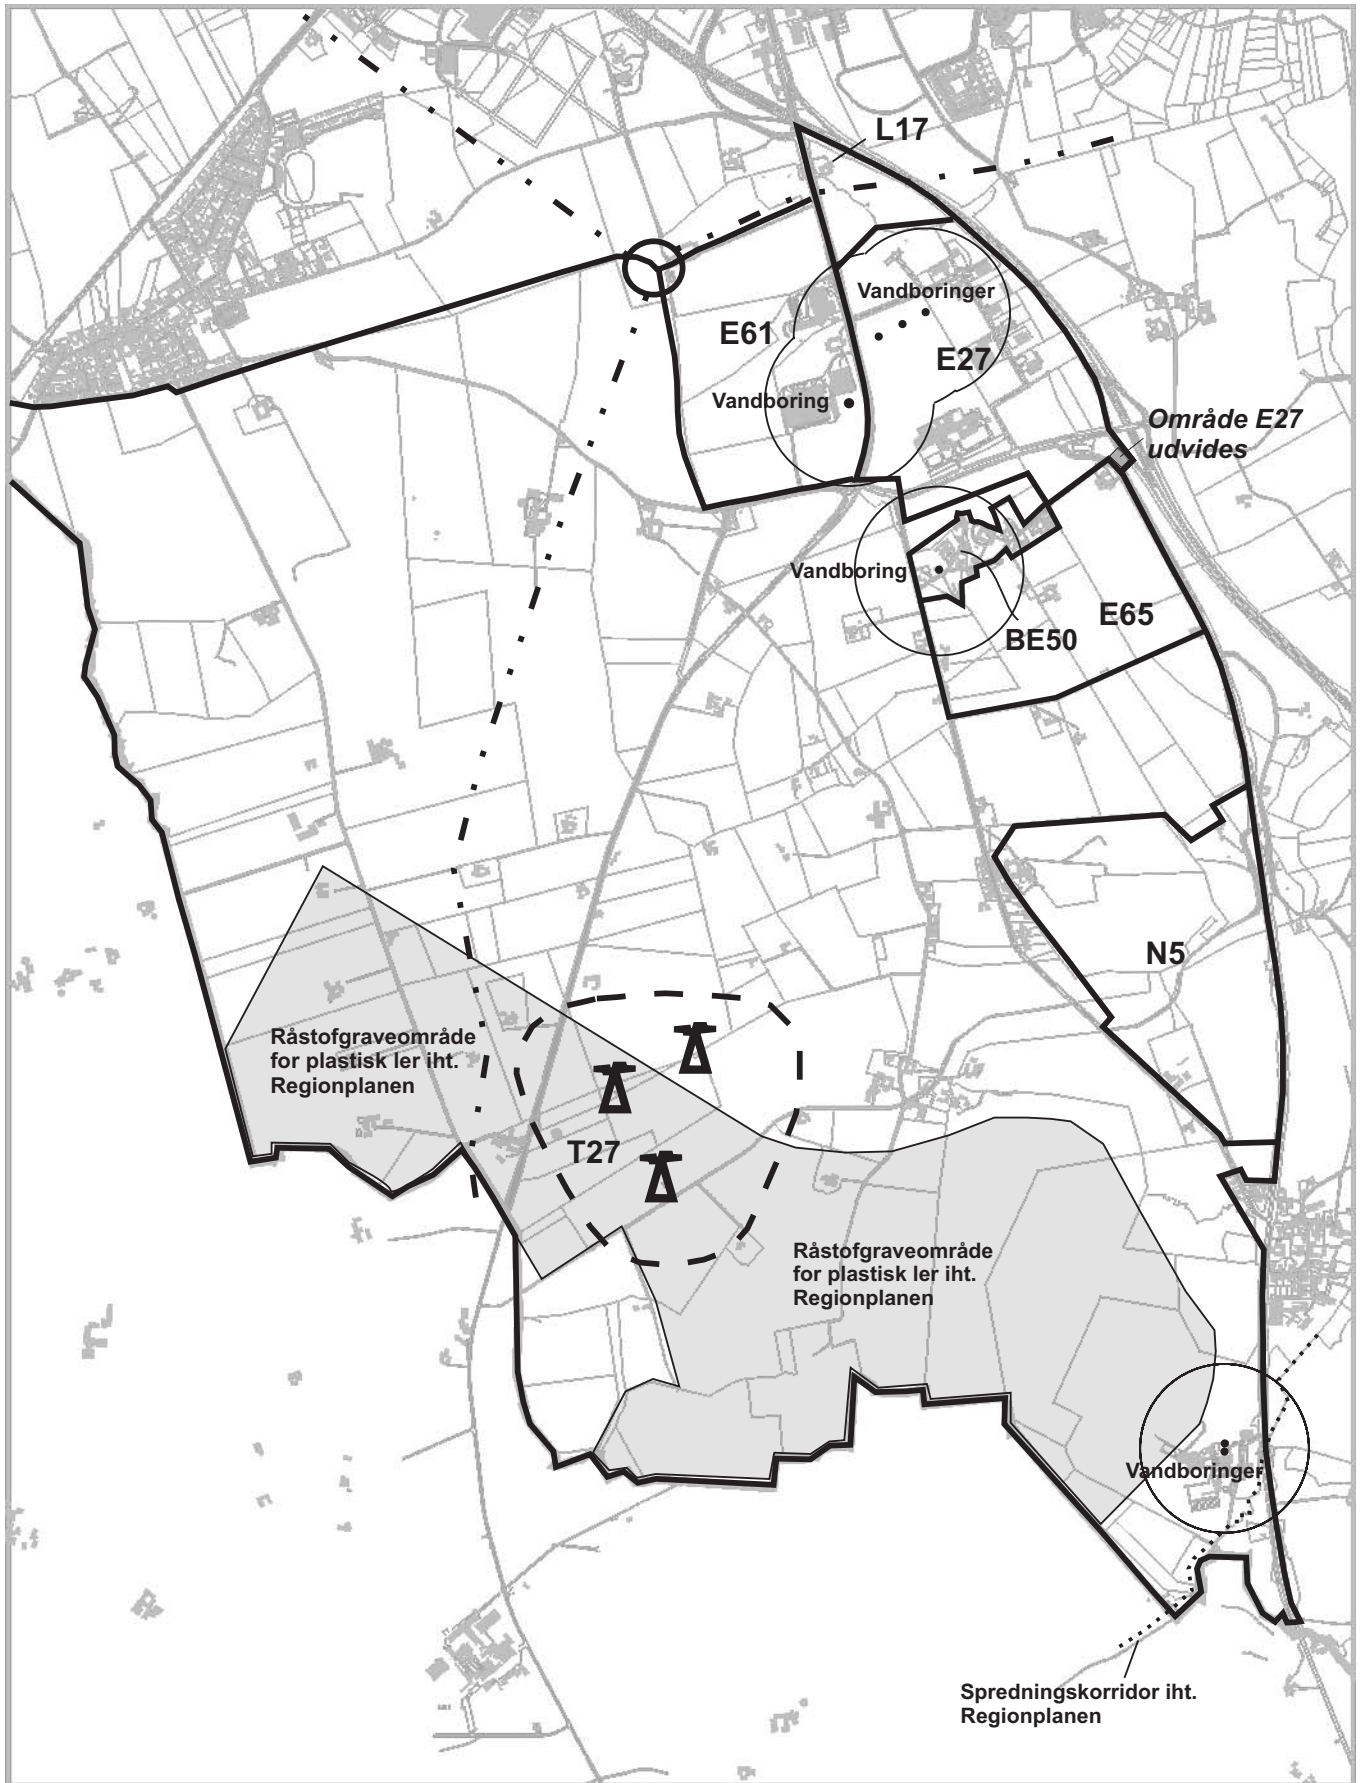 L17
Vandboringer
E61
E27
Vandboring
Område E27
udvides
Vandboring
E65
BE50
N5
Råstofgraveområde
for plastisk ler iht.
Regionplanen
T27
Råstofgraveområde
for plastisk ler iht.
Regionplanen
Vandboringer
Spredningskorridor iht.
Regionplanen